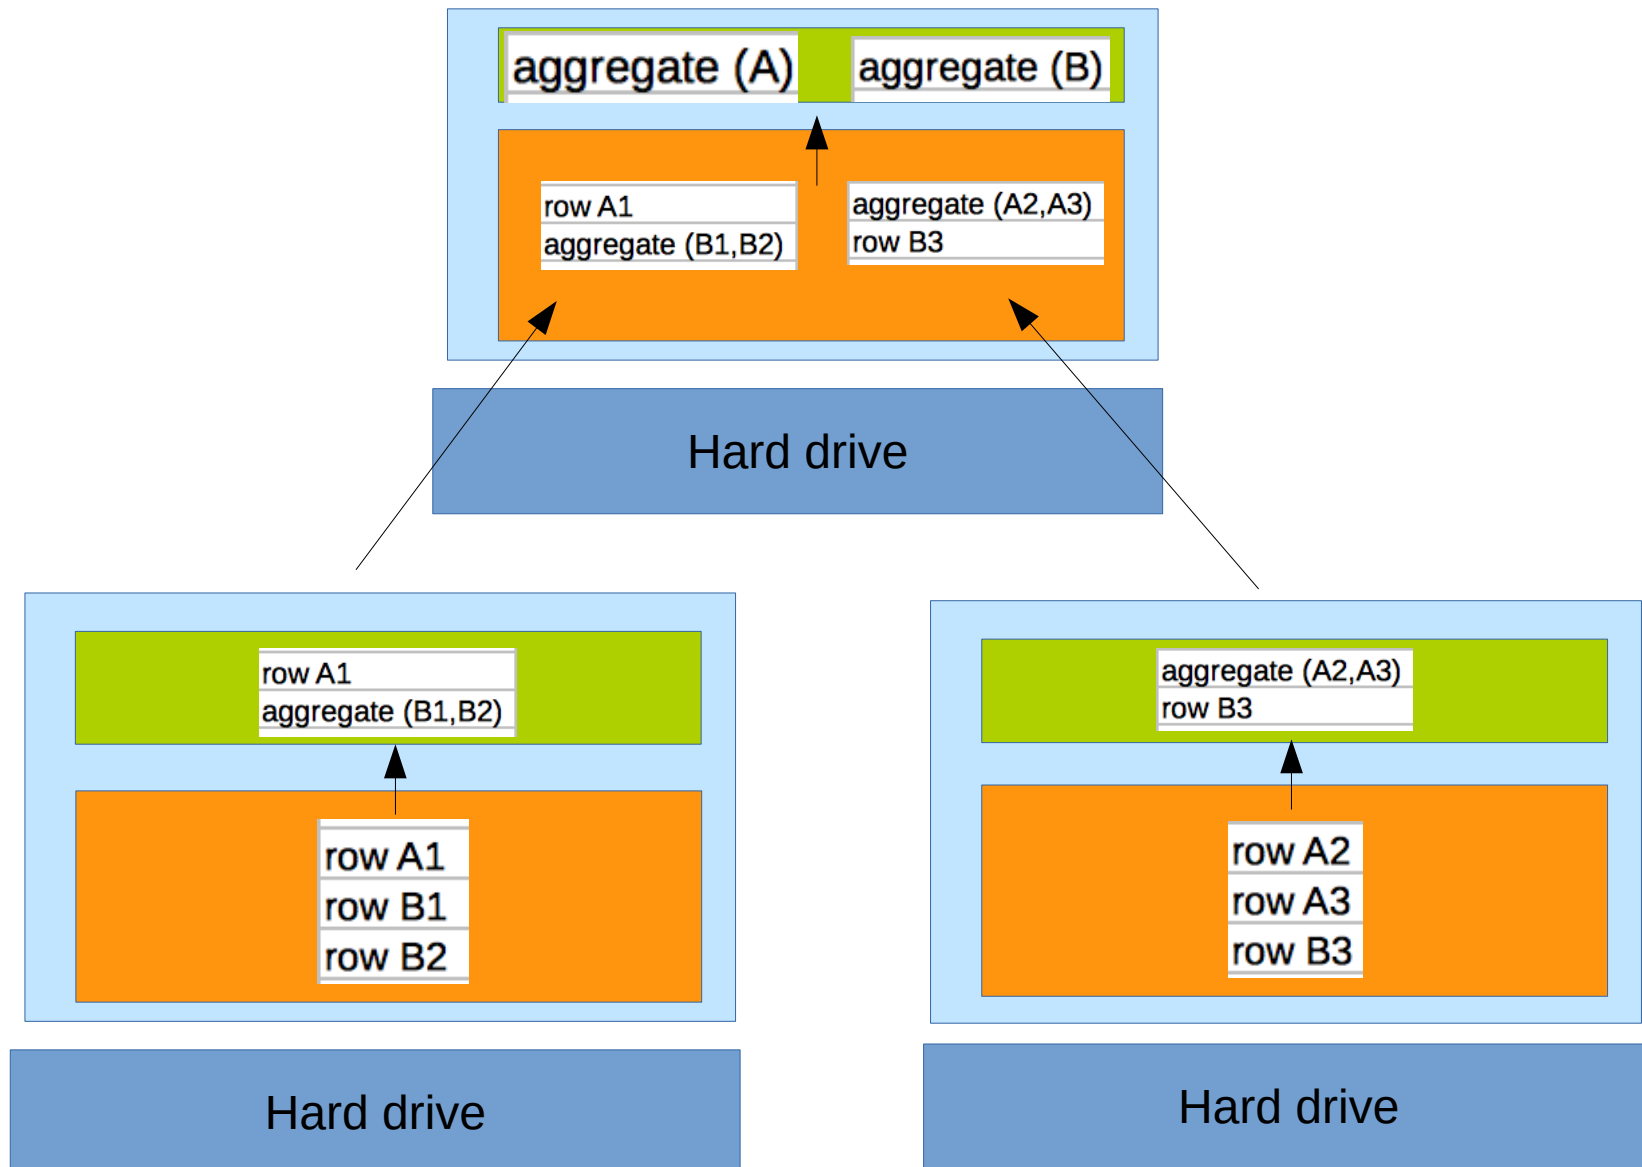 aggregate (A)
aggregate (B)
row A1
aggregate (B1,B2)
aggregate (A2,A3)
row B3
Hard drive
row A1
aggregate (B1,B2)
row A1
row B1
row B2
Hard drive
aggregate (A2,A3)
row B3
row A2
row A3
row B3
Hard drive